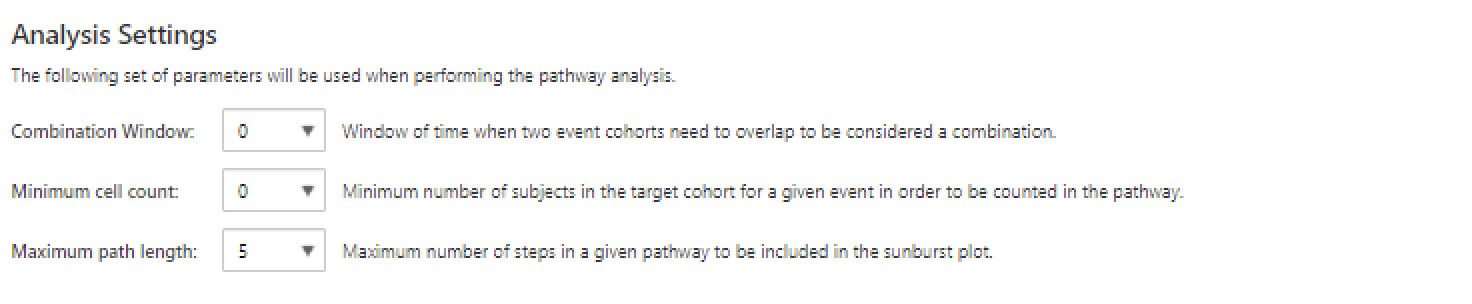 Analysis Settings
The following set of parameters will be used when performing the pathway analysis.
Combination Window: 0 Window of time when two event cohorts need to overlap to be considered a combination.
Minimum cell count: 0 Minimum number of subjects in the target cohort for a given event in order to be counted in the pathway.
Maximum path length: 5 Maximum number of steps in a given pathway to be included in the sunburst plot.